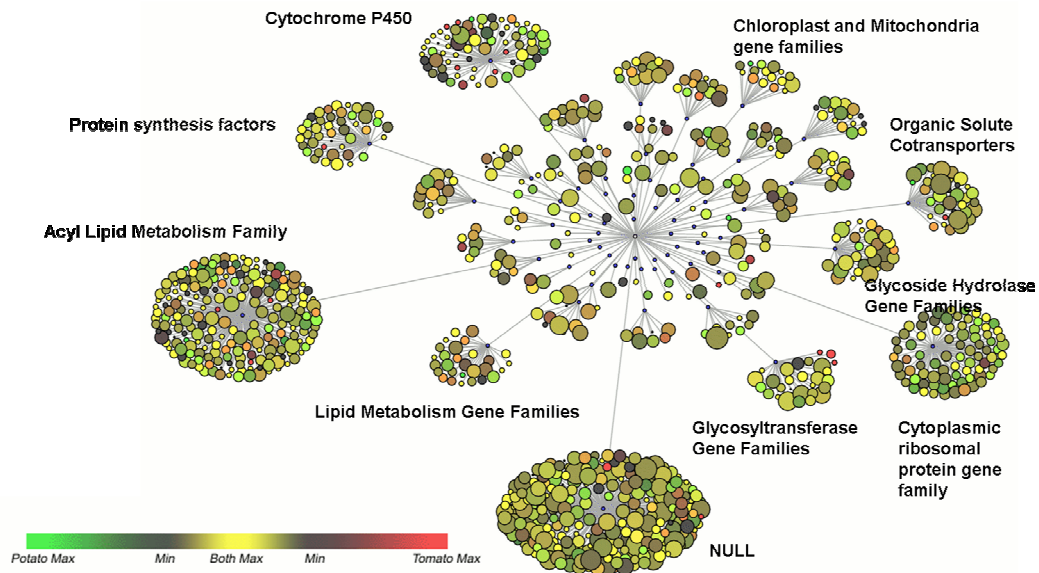 Cytochrome P450
Chloroplast and Mitochondria
gene families
Protein synthesis factors
Organic Solute
Cotransporters
Acyl Lipid Metabolism Family
Glycoside Hydrolase
Gene Families
Lipid Metabolism Gene Families
Glycosyltransferase
Gene Families
Cytoplasmic
ribosomal
protein gene
family
NULL
Potato Max Min Both Max Min Tomato Max